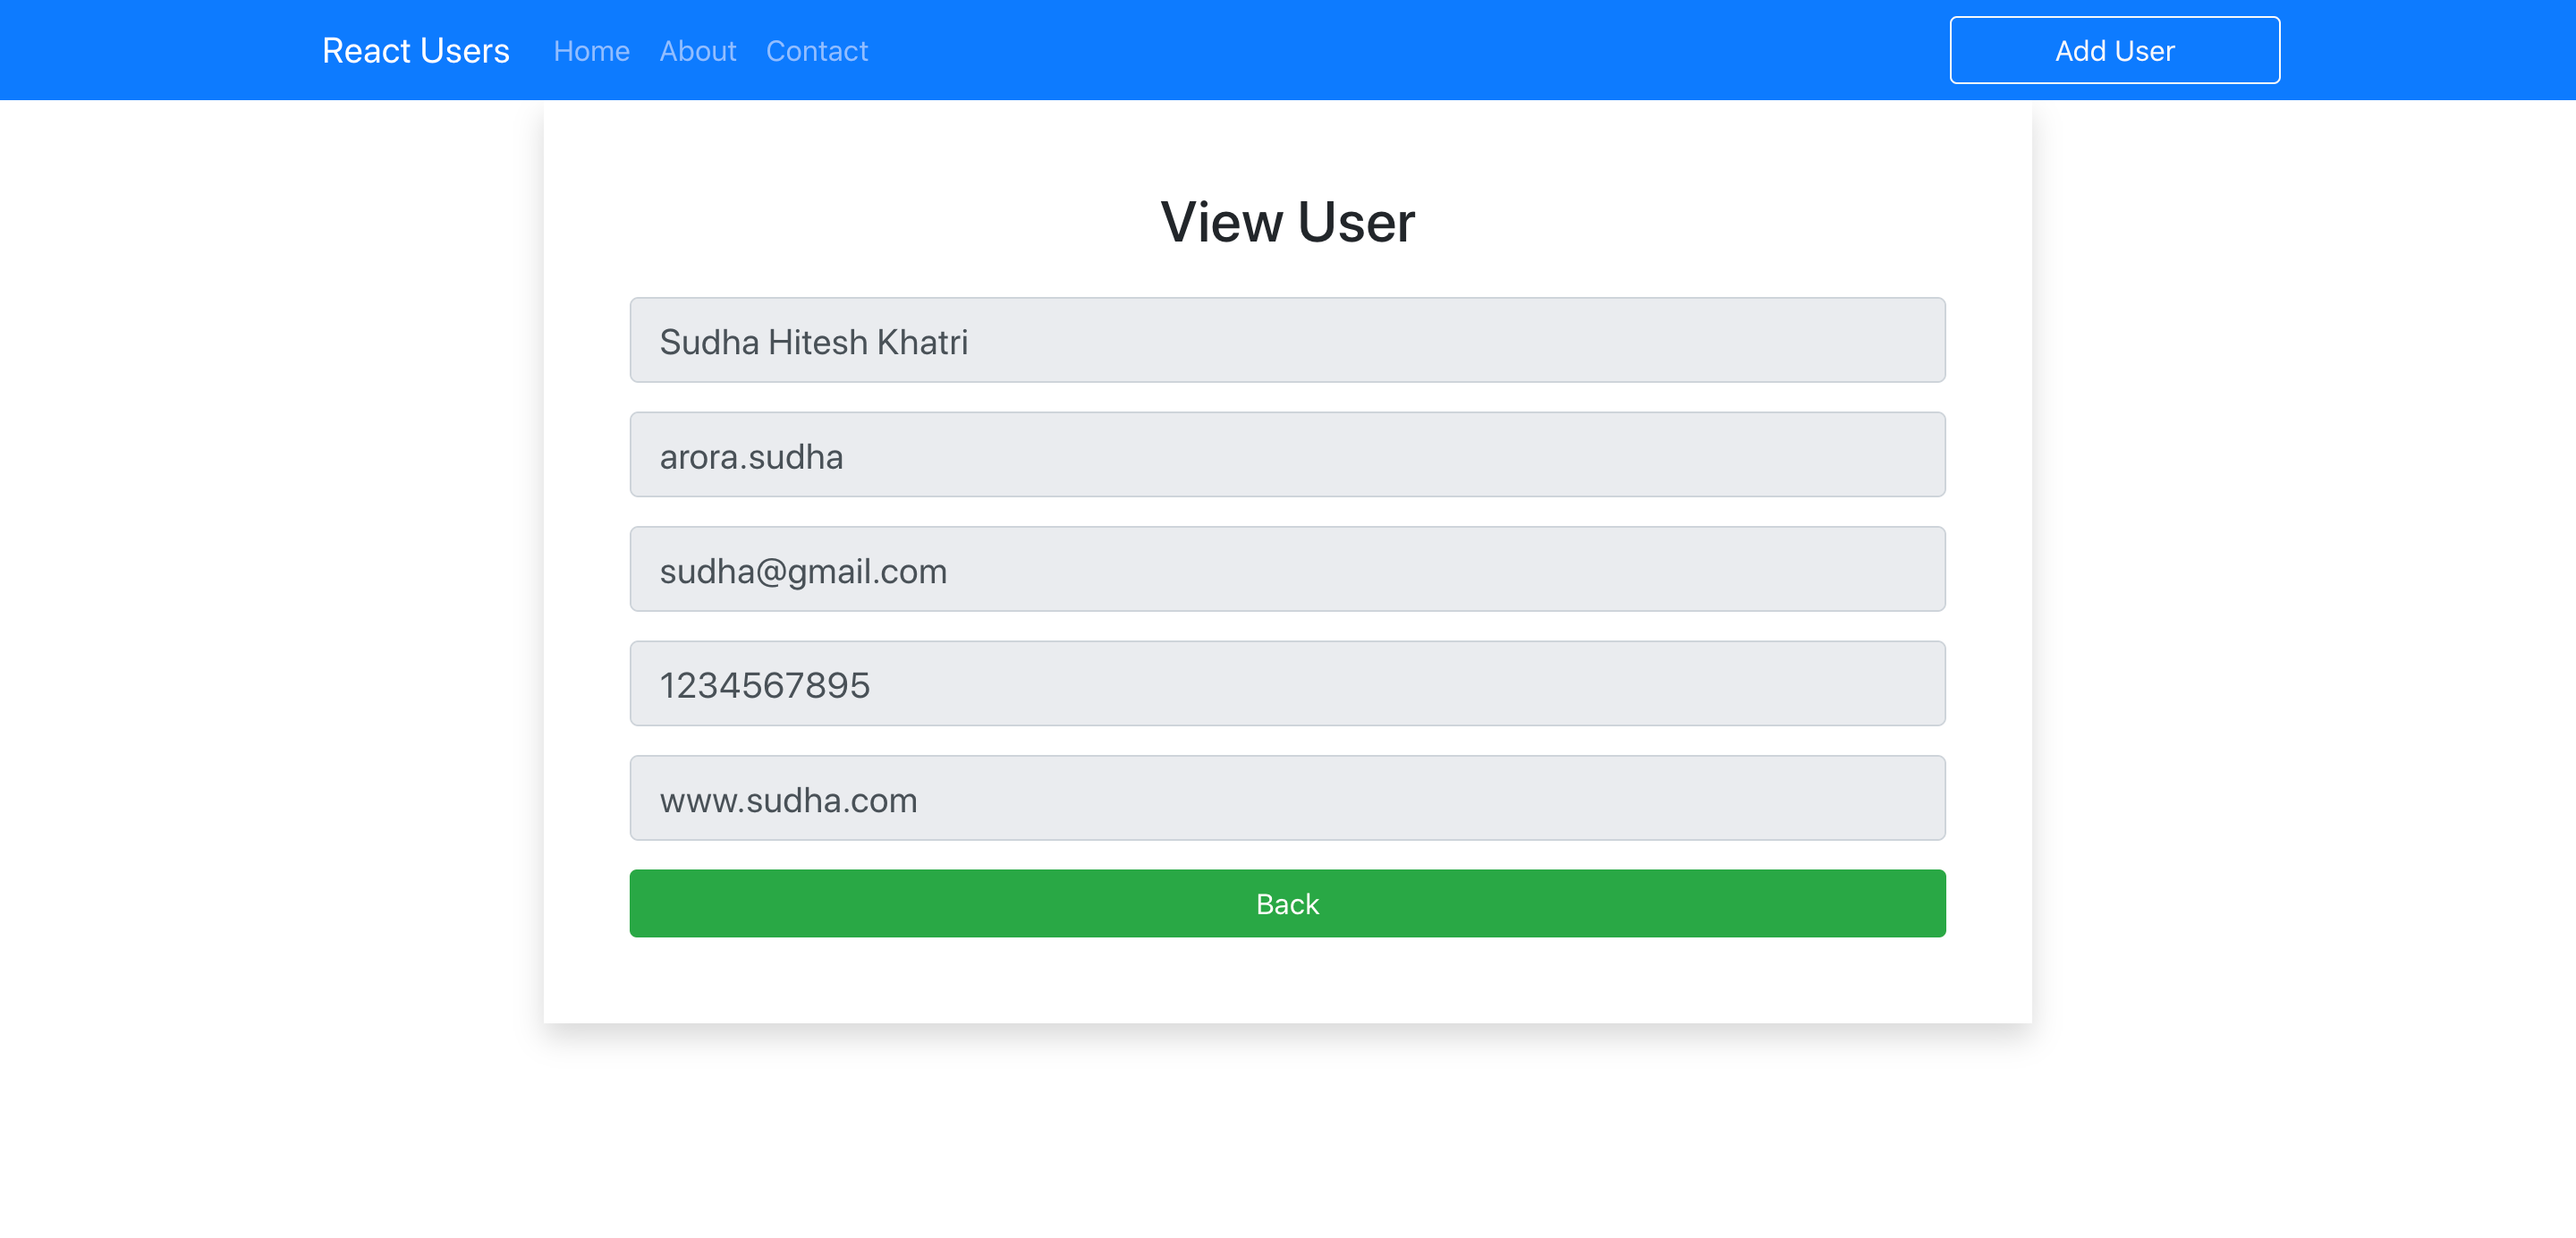 React Users Home About Contact Add User
View User
Sudha Hitesh Khatri
arora.sudha
sudha@gmail.com
1234567895
www.sudha.com
Back